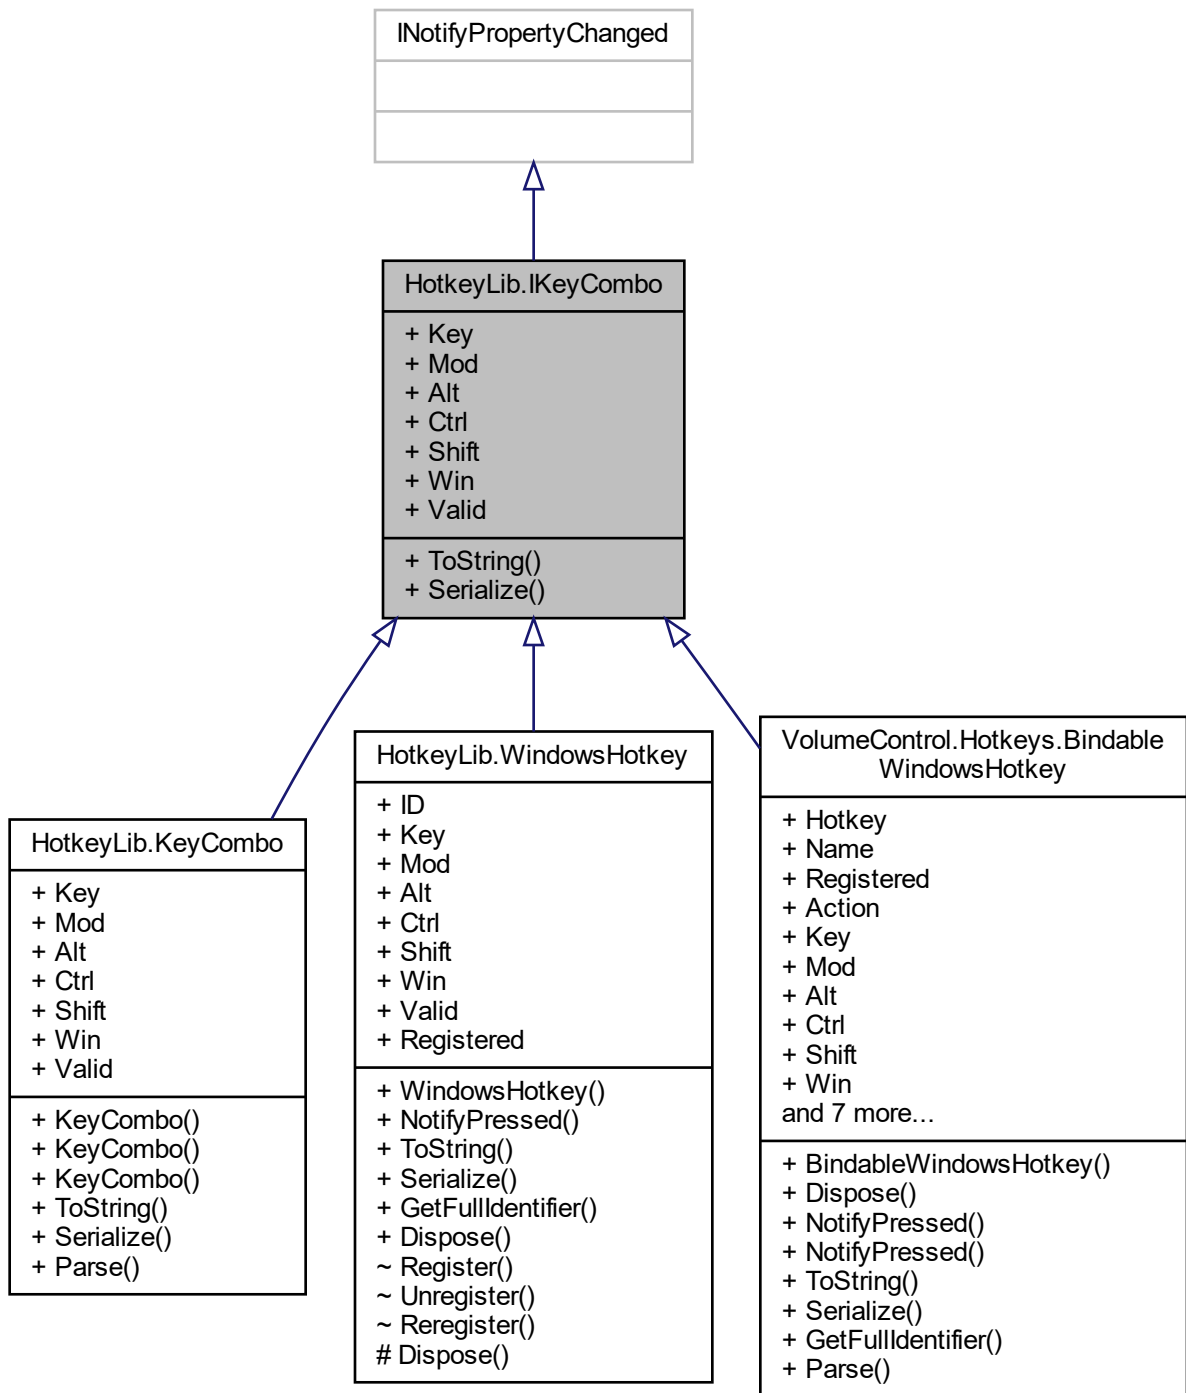 INotifyPropertyChanged
HotkeyLib.IKeyCombo
+ Key
+ Mod
+ Alt
+ Ctrl
+ Shift
+ Win
+ Valid
+ ToString()
+ Serialize()
HotkeyLib.KeyCombo
+ Key
+ Mod
+ Alt
+ Ctrl
+ Shift
+ Win
+ Valid
+ KeyCombo()
+ KeyCombo()
+ KeyCombo()
+ ToString()
+ Serialize()
+ Parse()
HotkeyLib.WindowsHotkey
+ ID
+ Key
+ Mod
+ Alt
+ Ctrl
+ Shift
+ Win
+ Valid
+ Registered
+ WindowsHotkey()
+ NotifyPressed()
+ ToString()
+ Serialize()
+ GetFullIdentifier()
+ Dispose()
~ Register()
~ Unregister()
~ Reregister()
# Dispose()
VolumeControl.Hotkeys.Bindable
WindowsHotkey
+ Hotkey
+ Name
+ Registered
+ Action
+ Key
+ Mod
+ Alt
+ Ctrl
+ Shift
+ Win
and 7 more...
+ BindableWindowsHotkey()
+ Dispose()
+ NotifyPressed()
+ NotifyPressed()
+ ToString()
+ Serialize()
+ GetFullIdentifier()
+ Parse()